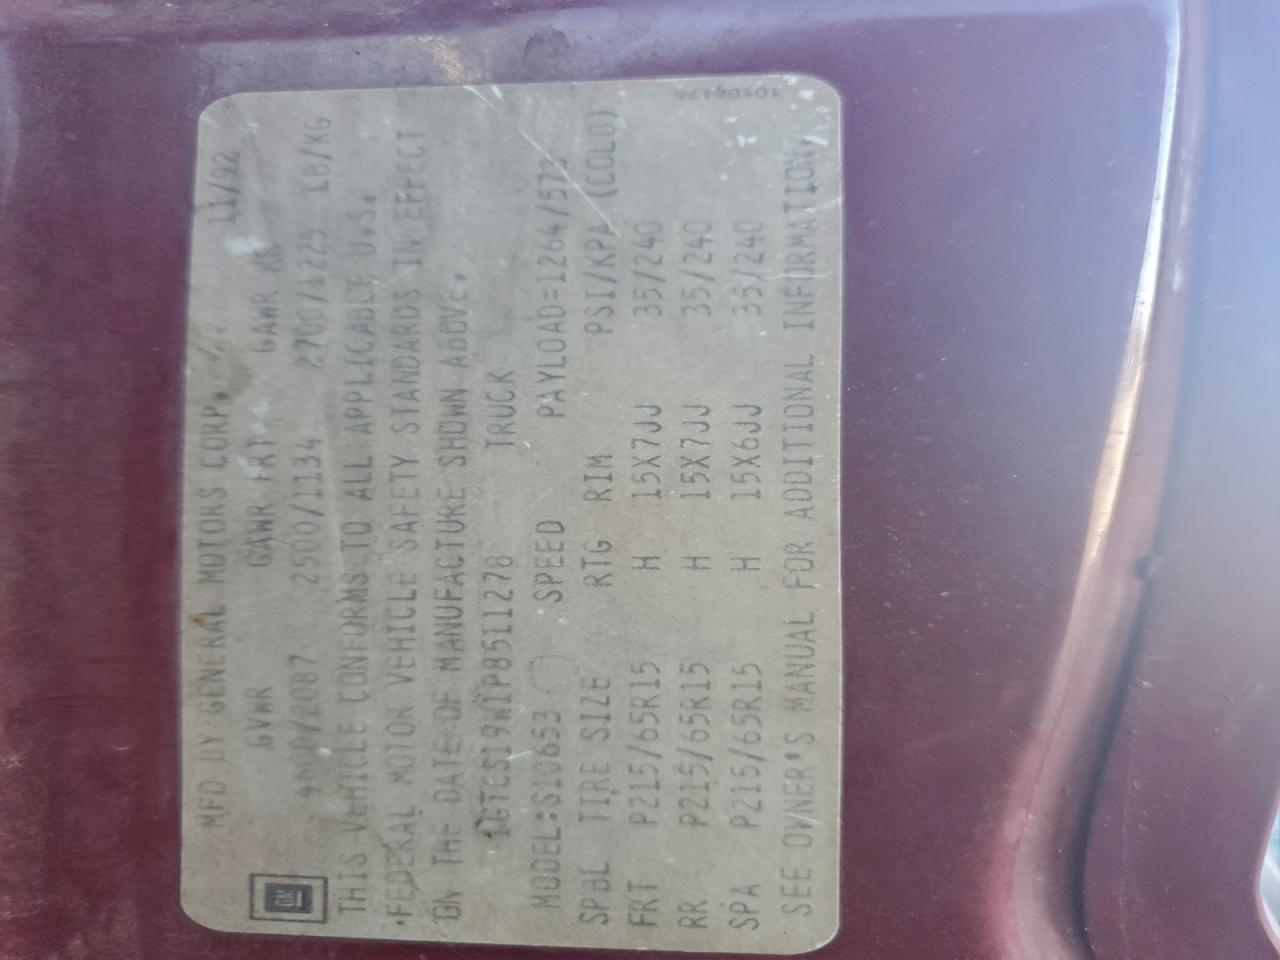 MFD BY GENERAL MOTORS CORP. 11/92
GVWR GAWR FRT GAWR RR
4600/2087 2500/1134 2700/1225 LB/KG
THIS VEHICLE CONFORMS TO ALL APPLICABLE U.S.
FEDERAL MOTOR VEHICLE SAFETY STANDARDS IN EFFECT
ON THE DATE OF MANUFACTURE SHOWN ABOVE.
1GTCS19W1P8511278 TRUCK
MODEL:S10653 SPEED PAYLOAD=1264/573
SPBL TIRE SIZE RTG RIM PSI/KPA (COLD)
FRT P215/65R15 H 15X7JJ 35/240
RR P215/65R15 H 15X7JJ 35/240
SPA P215/65R15 H 15X6JJ 35/240
SEE OWNER'S MANUAL FOR ADDITIONAL INFORMATION.
GM